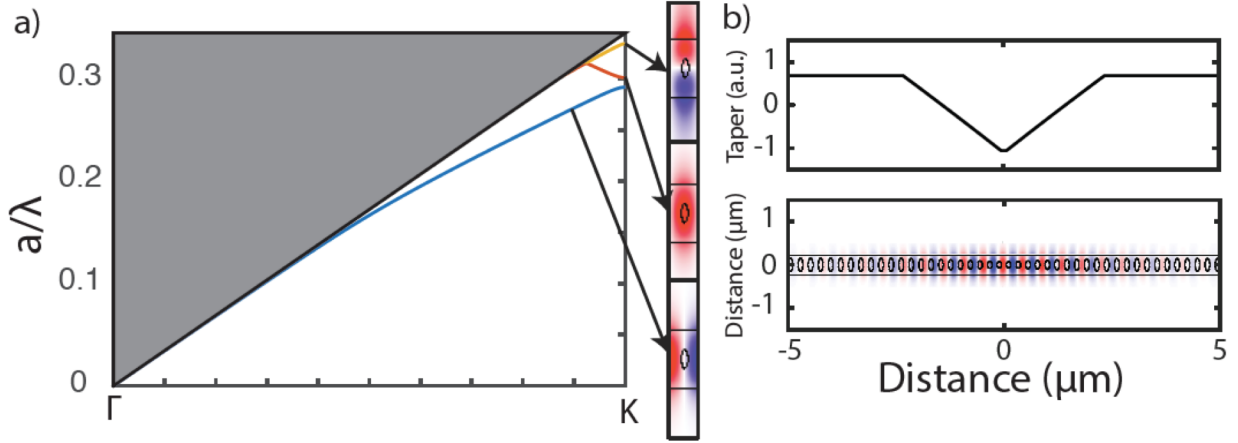 a)
a/λ
0.3
0.2
0.1
0
Γ
K
b)
Taper (a.u.)
1
0
-1
Distance (µm)
1
0
-1
-5
0
5
Distance (µm)